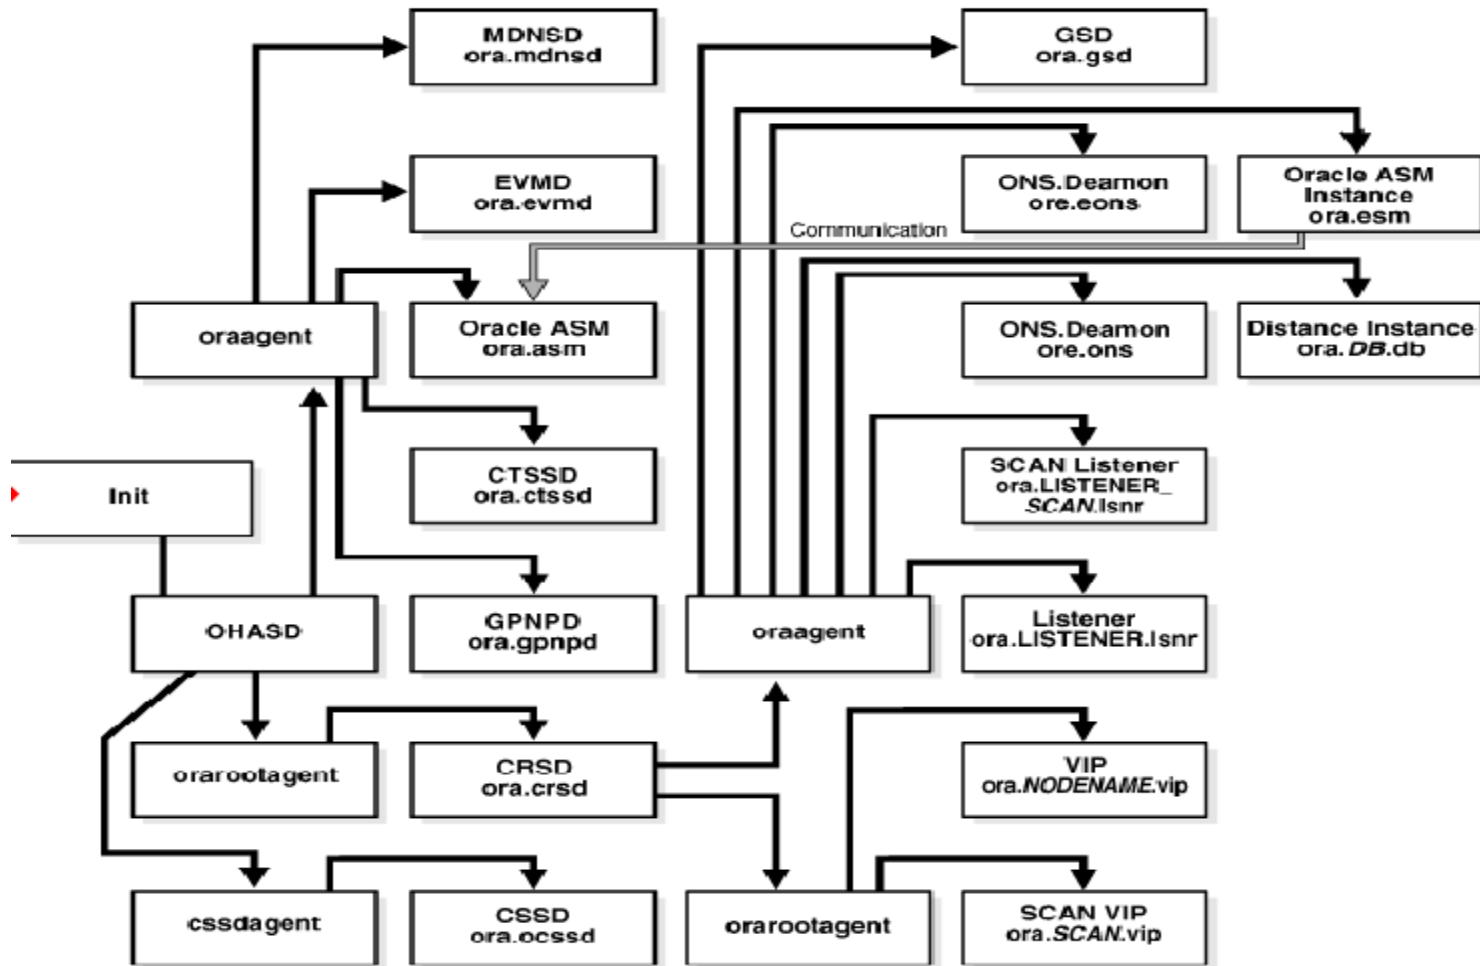 MDNSD
ora.mdnsd
GSD
ora.gsd
EVMD
ora.evmd
ONS.Deamon
ore.eons
Oracle ASM
Instance
ora.esm
Communication
oraagent
Oracle ASM
ora.asm
ONS.Deamon
ore.ons
Distance Instance
ora.DB.db
Init
CTSSD
ora.ctssd
SCAN Listener
ora.LISTENER_
SCAN.lsnr
OHASD
GPNPD
ora.gpnpd
oraagent
Listener
ora.LISTENER.lsnr
orarootagent
CRSD
ora.crsd
VIP
ora.NODENAME.vip
cssdagent
CSSD
ora.ocssd
orarootagent
SCAN VIP
ora.SCAN.vip